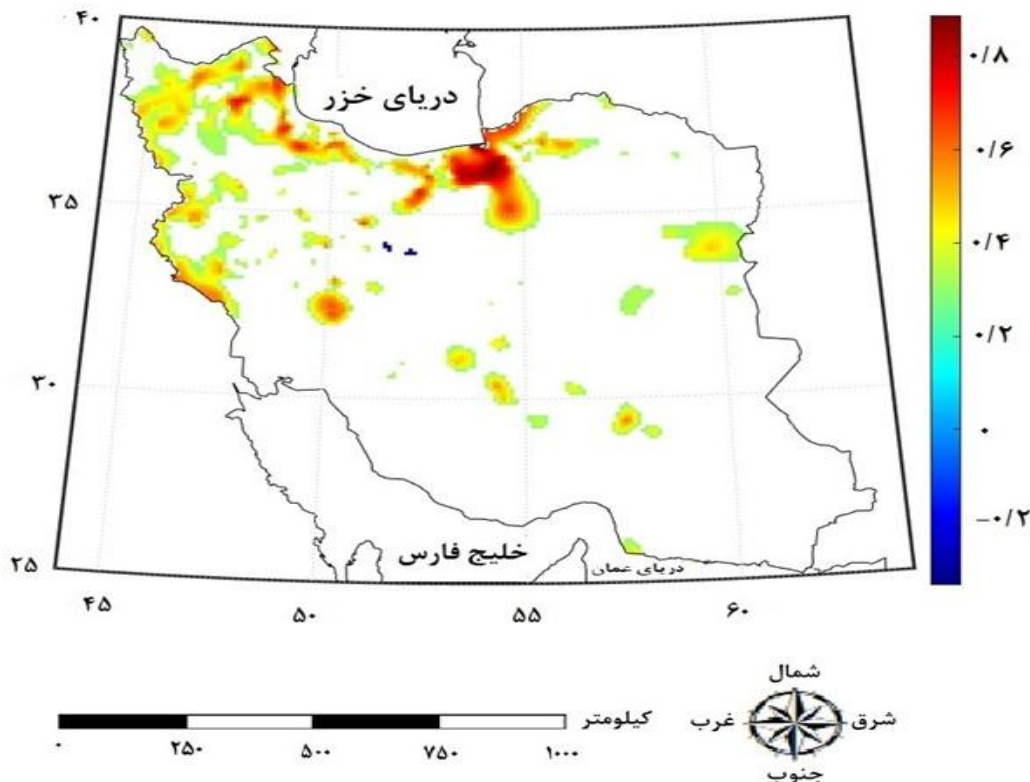 ۴۰
۳۵
۳۰
۲۵
۴۵
۵۰
۵۵
۶۰
دریای خزر
خلیج فارس
دریای عمان
۰/۸
۰/۶
۰/۴
۰/۲
۰
-۰/۲
کیلومتر
۰
۲۵۰
۵۰۰
۷۵۰
۱۰۰۰
شمال
غرب
شرق
جنوب